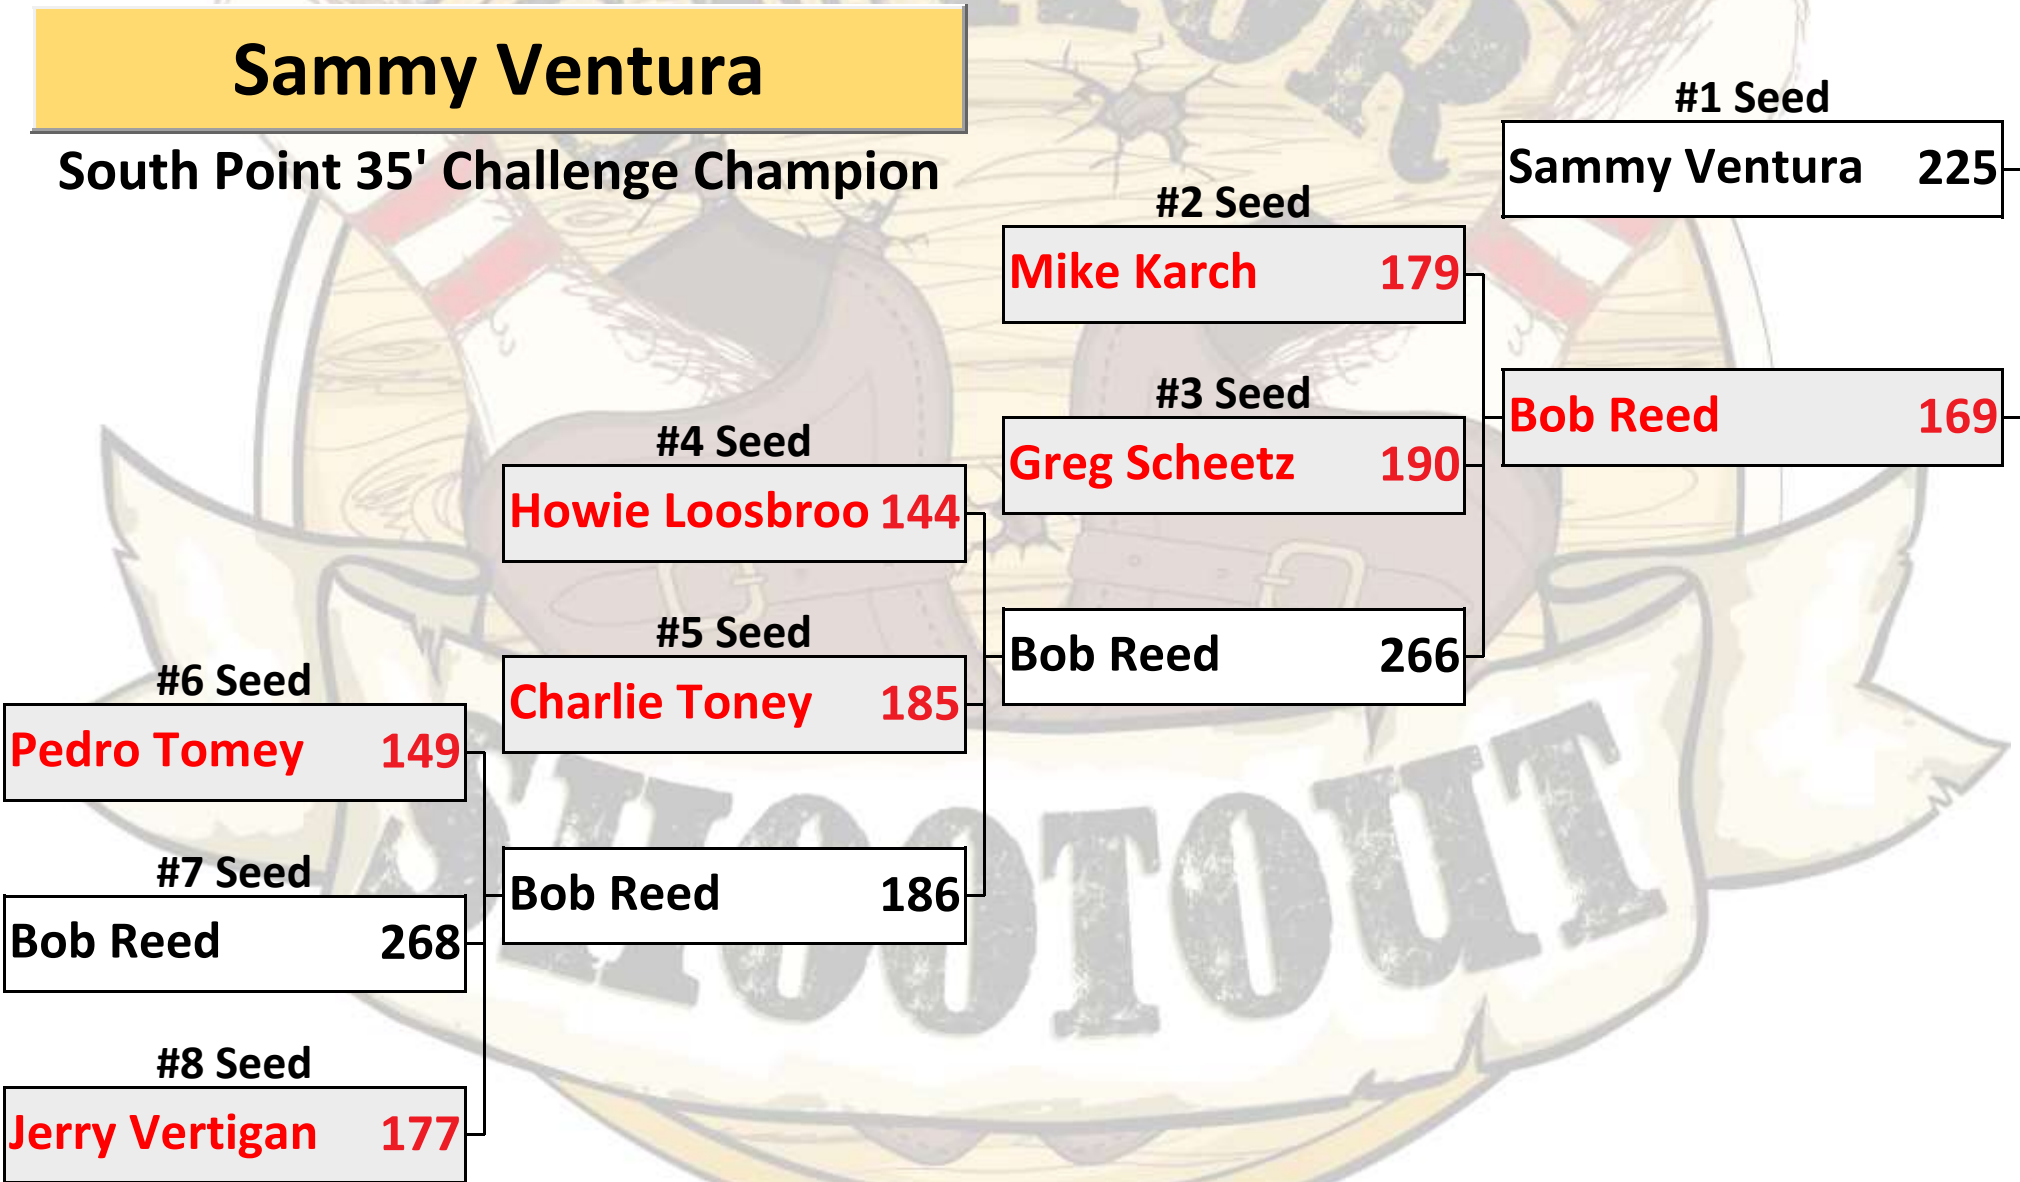 Sammy Ventura
South Point 35' Challenge Champion
#1 Seed
Sammy Ventura 225
#2 Seed
Mike Karch 179
#3 Seed
Greg Scheetz 190
Bob Reed 169
#4 Seed
Howie Loosbroo 144
#5 Seed
Charlie Toney 185
Bob Reed 266
#6 Seed
Pedro Tomey 149
#7 Seed
Bob Reed 268
Bob Reed 186
#8 Seed
Jerry Vertigan 177
SHOOTOUT